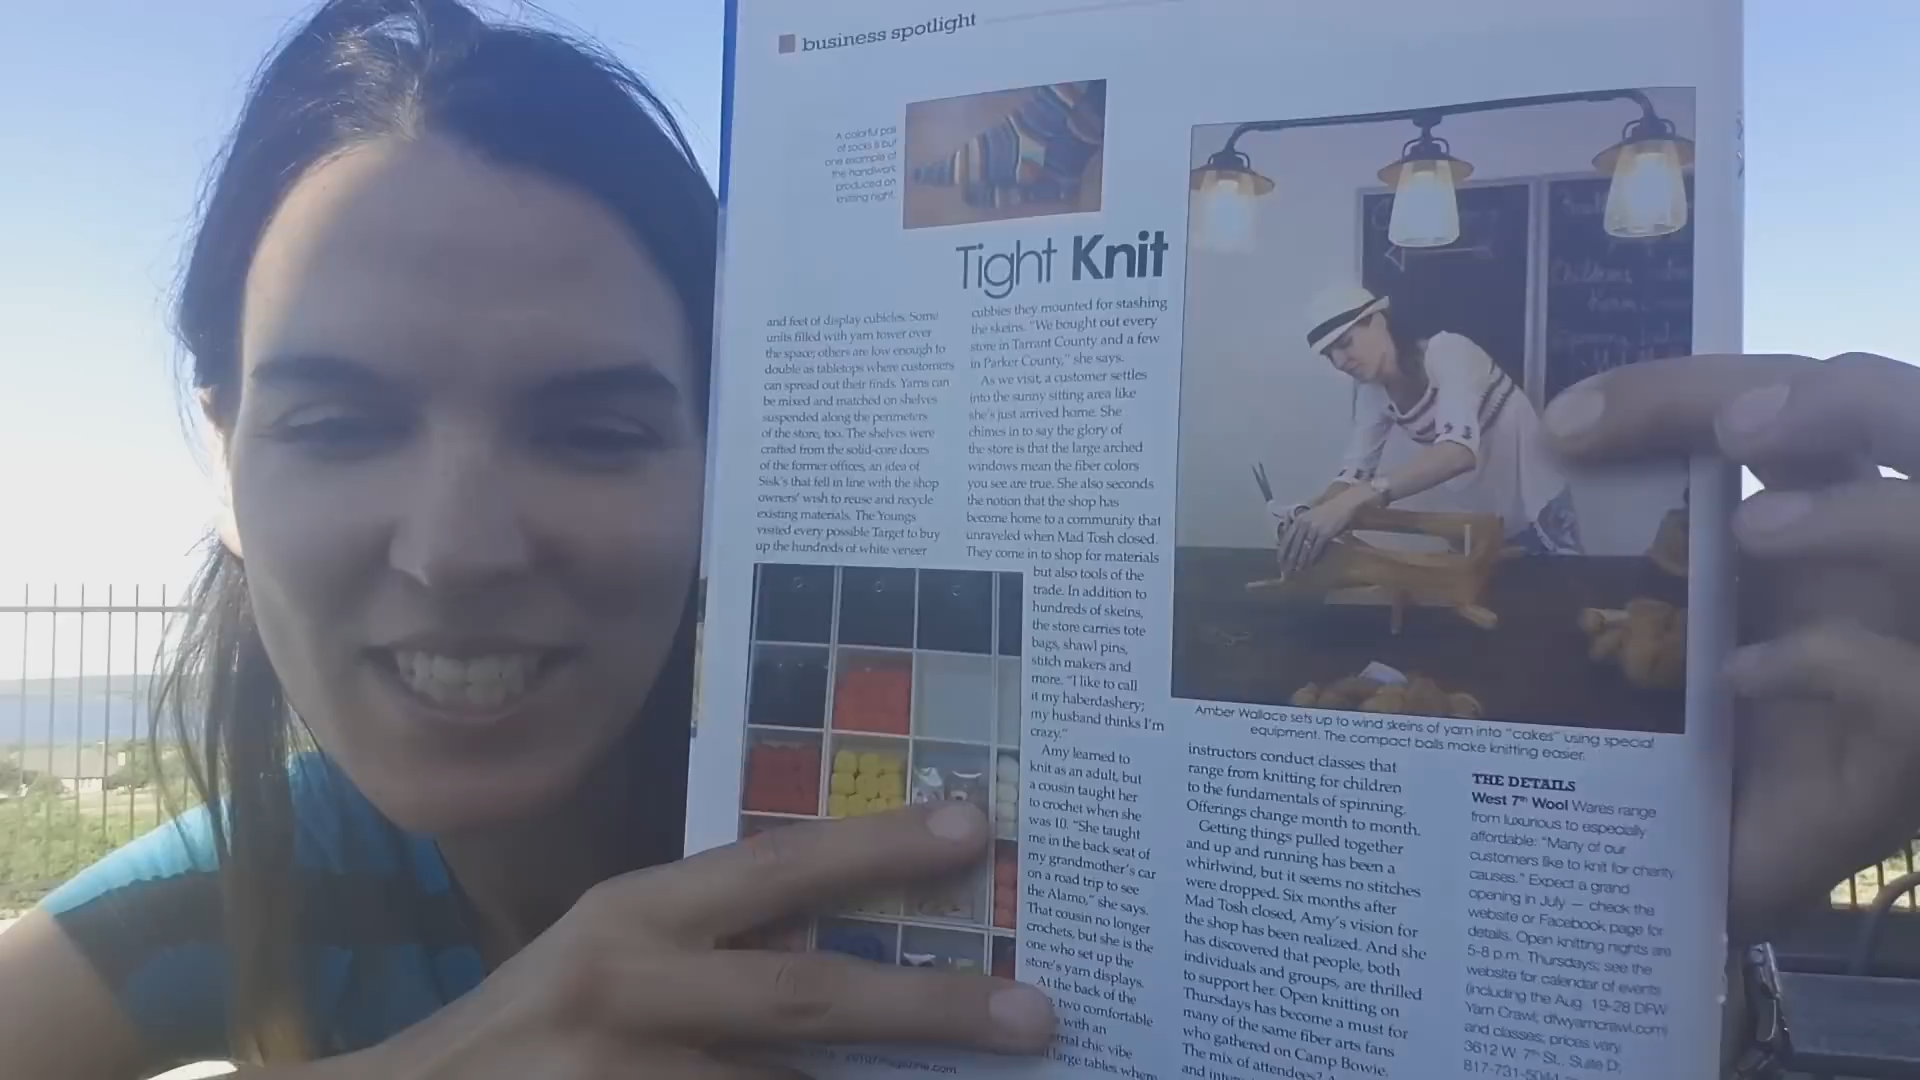 business spotlight
A colorful pair
of socks is but
one example of
the handwork
produced on
knitting night.
Tight Knit
and feet of display cubicles. Some
units filled with yarn tower over
the space; others are low enough to
double as tabletops where customers
can spread out their finds. Yarns can
be mixed and matched on shelves
suspended along the perimeters
of the store, too. The shelves were
crafted from the solid-core doors
of the former offices, an idea of
Sisk's that fell in line with the shop
owners' wish to reuse and recycle
existing materials. The Youngs
visited every possible Target to buy
up the hundreds of white veneer
cubbies they mounted for stashing
the skeins. "We bought out every
store in Tarrant County and a few
in Parker County," she says.
As we visit, a customer settles
into the sunny sitting area like
she's just arrived home. She
chimes in to say the glory of
the store is that the large arched
windows mean the fiber colors
you see are true. She also seconds
the notion that the shop has
become home to a community that
unraveled when Mad Tosh closed.
They come in to shop for materials
but also tools of the
trade. In addition to
hundreds of skeins,
the store carries tote
bags, shawl pins,
stitch makers and
more. "I like to call
it my haberdashery;
my husband thinks I'm
crazy."
Amy learned to
knit as an adult, but
a cousin taught her
to crochet when she
was 10. "She taught
me in the back seat of
my grandmother's car
on a road trip to see
the Alamo," she says.
That cousin no longer
crochets, but she is the
one who set up the
store's yarn displays.
At the back of the
two comfortable
with an
chic vibe
large tables where
Amber Wallace sets up to wind skeins of yarn into "cakes" using special
equipment. The compact balls make knitting easier.
instructors conduct classes that
range from knitting for children
to the fundamentals of spinning.
Offerings change month to month.
Getting things pulled together
and up and running has been a
whirlwind, but it seems no stitches
were dropped. Six months after
Mad Tosh closed, Amy's vision for
the shop has been realized. And she
has discovered that people, both
individuals and groups, are thrilled
to support her. Open knitting on
Thursdays has become a must for
many of the same fiber arts fans
who gathered on Camp Bowie.
The mix of attendees?
and
THE DETAILS
West 7th Wool Wares range
from luxurious to especially
affordable: "Many of our
customers like to knit for charity
causes." Expect a grand
opening in July — check the
website or Facebook page for
details. Open knitting nights are
5-8 p.m. Thursdays; see the
website for calendar of events
(including the Aug. 19-28 DFW
Yarn Crawl; dfwyarncrawl.com)
and classes; prices vary.
3612 W. 7th St., Suite D;
817-731-5044